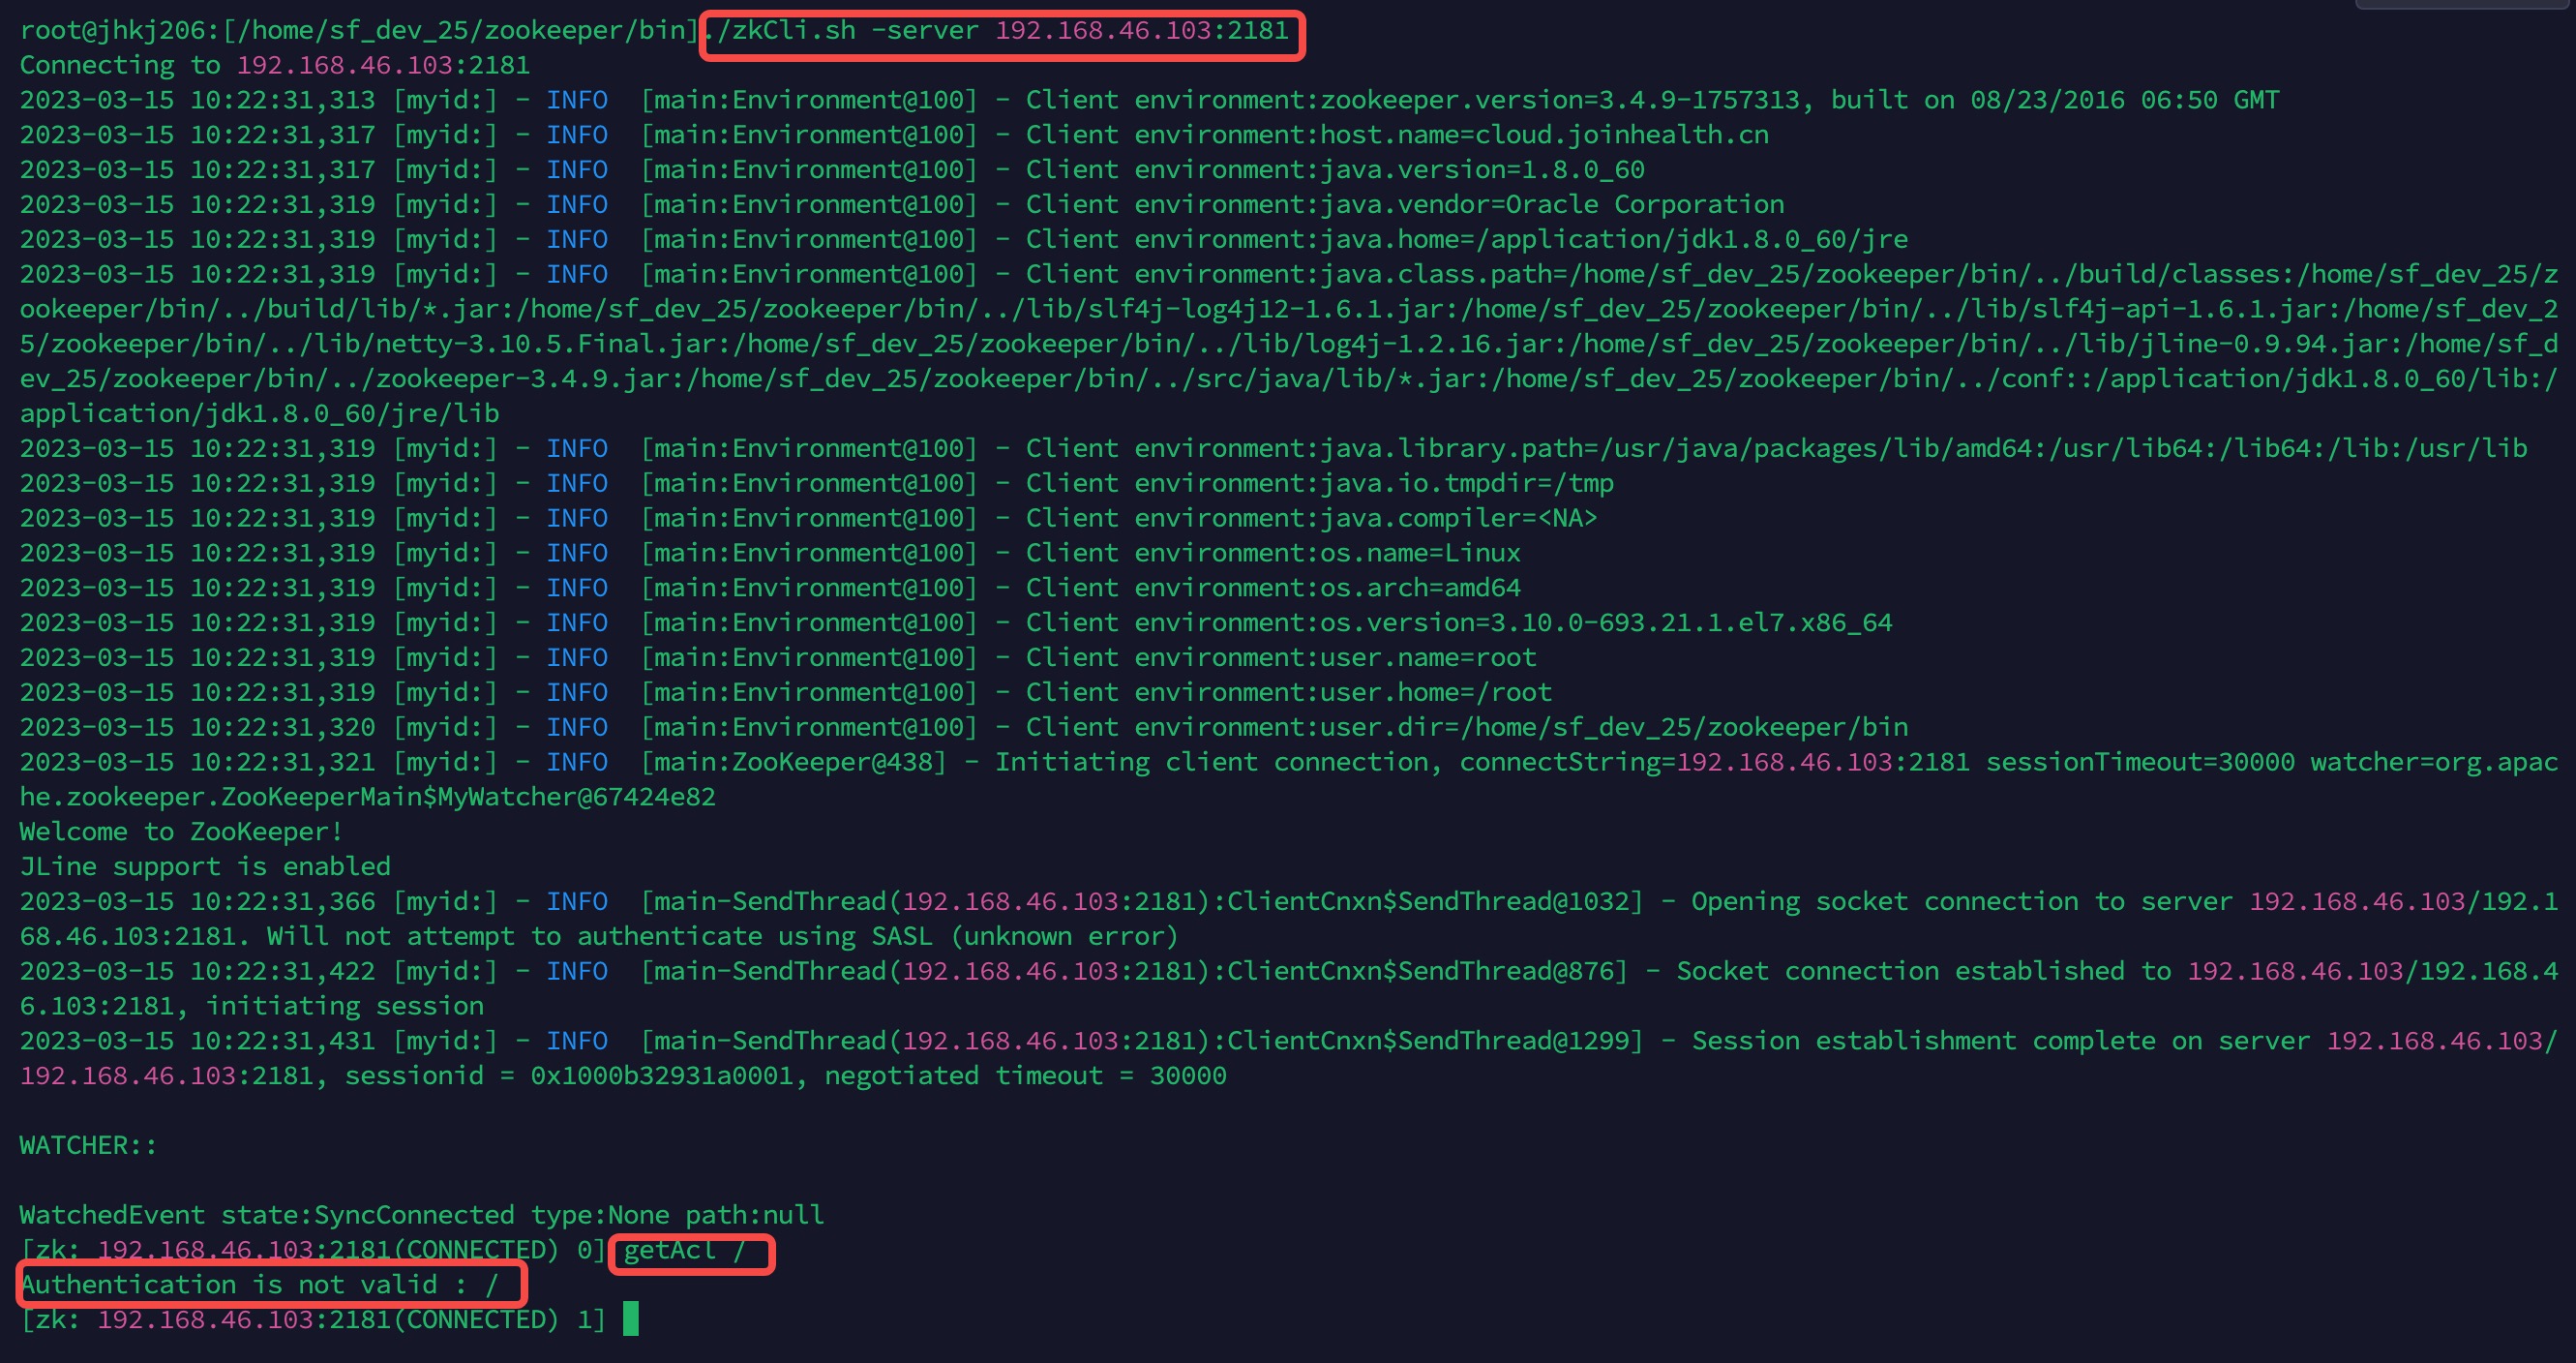 root@jhkj206:[/home/sf_dev_25/zookeeper/bin]./zkCli.sh -server 192.168.46.103:2181
Connecting to 192.168.46.103:2181
2023-03-15 10:22:31,313 [myid:] - INFO  [main:Environment@100] - Client environment:zookeeper.version=3.4.9-1757313, built on 08/23/2016 06:50 GMT
2023-03-15 10:22:31,317 [myid:] - INFO  [main:Environment@100] - Client environment:host.name=cloud.joinhealth.cn
2023-03-15 10:22:31,317 [myid:] - INFO  [main:Environment@100] - Client environment:java.version=1.8.0_60
2023-03-15 10:22:31,319 [myid:] - INFO  [main:Environment@100] - Client environment:java.vendor=Oracle Corporation
2023-03-15 10:22:31,319 [myid:] - INFO  [main:Environment@100] - Client environment:java.home=/application/jdk1.8.0_60/jre
2023-03-15 10:22:31,319 [myid:] - INFO  [main:Environment@100] - Client environment:java.class.path=/home/sf_dev_25/zookeeper/bin/../build/classes:/home/sf_dev_25/z
ookeeper/bin/../build/lib/*.jar:/home/sf_dev_25/zookeeper/bin/../lib/slf4j-log4j12-1.6.1.jar:/home/sf_dev_25/zookeeper/bin/../lib/slf4j-api-1.6.1.jar:/home/sf_dev_2
5/zookeeper/bin/../lib/netty-3.10.5.Final.jar:/home/sf_dev_25/zookeeper/bin/../lib/log4j-1.2.16.jar:/home/sf_dev_25/zookeeper/bin/../lib/jline-0.9.94.jar:/home/sf_d
ev_25/zookeeper/bin/../zookeeper-3.4.9.jar:/home/sf_dev_25/zookeeper/bin/../src/java/lib/*.jar:/home/sf_dev_25/zookeeper/bin/../conf::/application/jdk1.8.0_60/lib:/
application/jdk1.8.0_60/jre/lib
2023-03-15 10:22:31,319 [myid:] - INFO  [main:Environment@100] - Client environment:java.library.path=/usr/java/packages/lib/amd64:/usr/lib64:/lib64:/lib:/usr/lib
2023-03-15 10:22:31,319 [myid:] - INFO  [main:Environment@100] - Client environment:java.io.tmpdir=/tmp
2023-03-15 10:22:31,319 [myid:] - INFO  [main:Environment@100] - Client environment:java.compiler=<NA>
2023-03-15 10:22:31,319 [myid:] - INFO  [main:Environment@100] - Client environment:os.name=Linux
2023-03-15 10:22:31,319 [myid:] - INFO  [main:Environment@100] - Client environment:os.arch=amd64
2023-03-15 10:22:31,319 [myid:] - INFO  [main:Environment@100] - Client environment:os.version=3.10.0-693.21.1.el7.x86_64
2023-03-15 10:22:31,319 [myid:] - INFO  [main:Environment@100] - Client environment:user.name=root
2023-03-15 10:22:31,319 [myid:] - INFO  [main:Environment@100] - Client environment:user.home=/root
2023-03-15 10:22:31,320 [myid:] - INFO  [main:Environment@100] - Client environment:user.dir=/home/sf_dev_25/zookeeper/bin
2023-03-15 10:22:31,321 [myid:] - INFO  [main:ZooKeeper@438] - Initiating client connection, connectString=192.168.46.103:2181 sessionTimeout=30000 watcher=org.apac
he.zookeeper.ZooKeeperMain$MyWatcher@67424e82
Welcome to ZooKeeper!
JLine support is enabled
2023-03-15 10:22:31,366 [myid:] - INFO  [main-SendThread(192.168.46.103:2181):ClientCnxn$SendThread@1032] - Opening socket connection to server 192.168.46.103/192.1
68.46.103:2181. Will not attempt to authenticate using SASL (unknown error)
2023-03-15 10:22:31,422 [myid:] - INFO  [main-SendThread(192.168.46.103:2181):ClientCnxn$SendThread@876] - Socket connection established to 192.168.46.103/192.168.4
6.103:2181, initiating session
2023-03-15 10:22:31,431 [myid:] - INFO  [main-SendThread(192.168.46.103:2181):ClientCnxn$SendThread@1299] - Session establishment complete on server 192.168.46.103/
192.168.46.103:2181, sessionid = 0x1000b32931a0001, negotiated timeout = 30000
WATCHER::
WatchedEvent state:SyncConnected type:None path:null
[zk: 192.168.46.103:2181(CONNECTED) 0] getAcl /
Authentication is not valid : /
[zk: 192.168.46.103:2181(CONNECTED) 1]